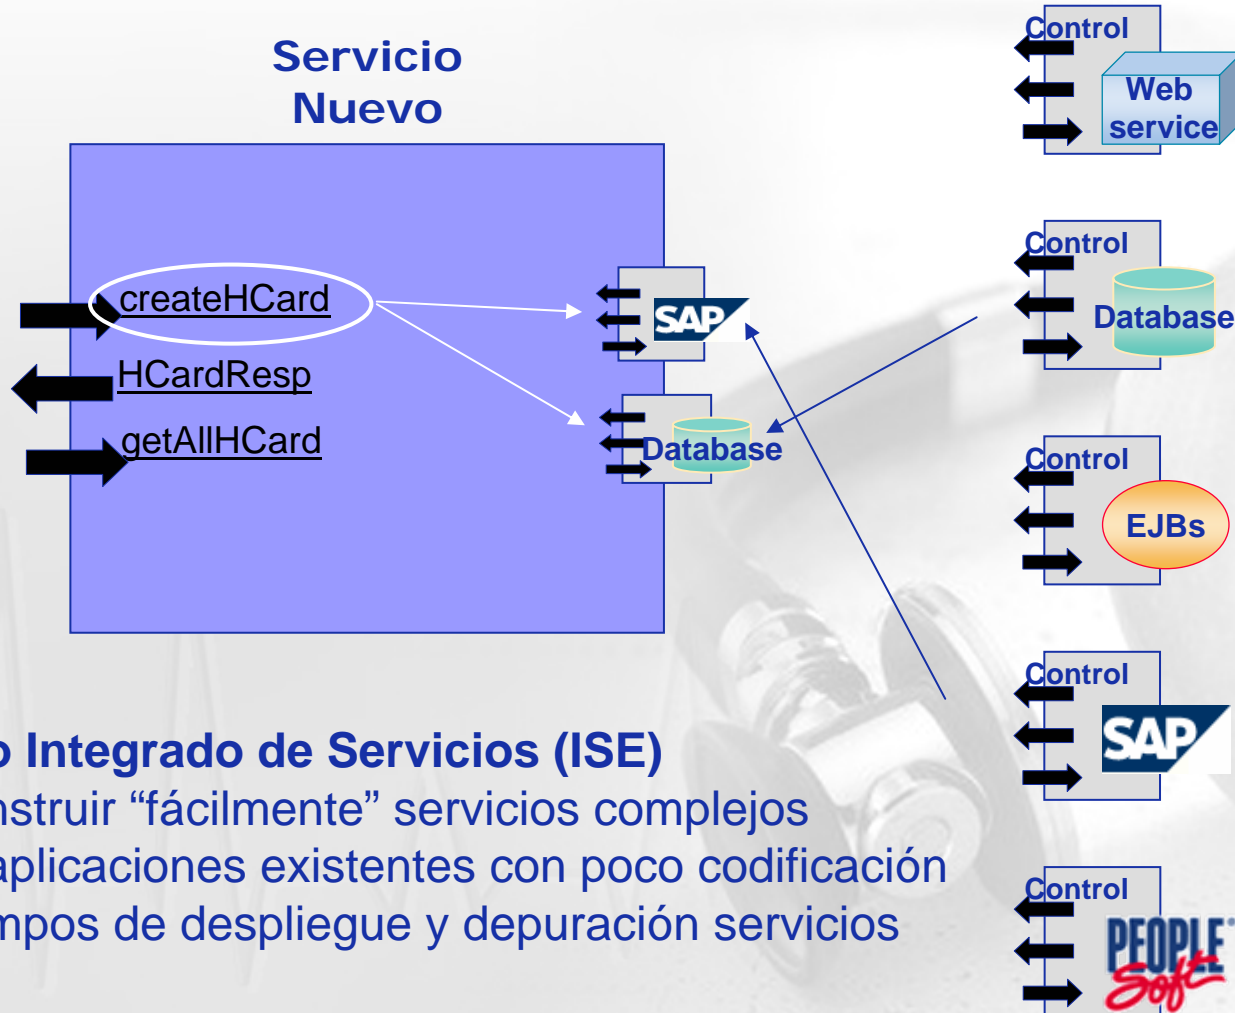 Servicio
Nuevo
createHCard
HCardResp
getAllHCard
SAP
Database
Control
Web
service
Control
Database
Control
EJBs
Control
SAP
Control
PEOPLE
Soft
o Integrado de Servicios (ISE)
nstruir “fácilmente” servicios complejos
aplicaciones existentes con poco codificación
mpos de despliegue y depuración servicios